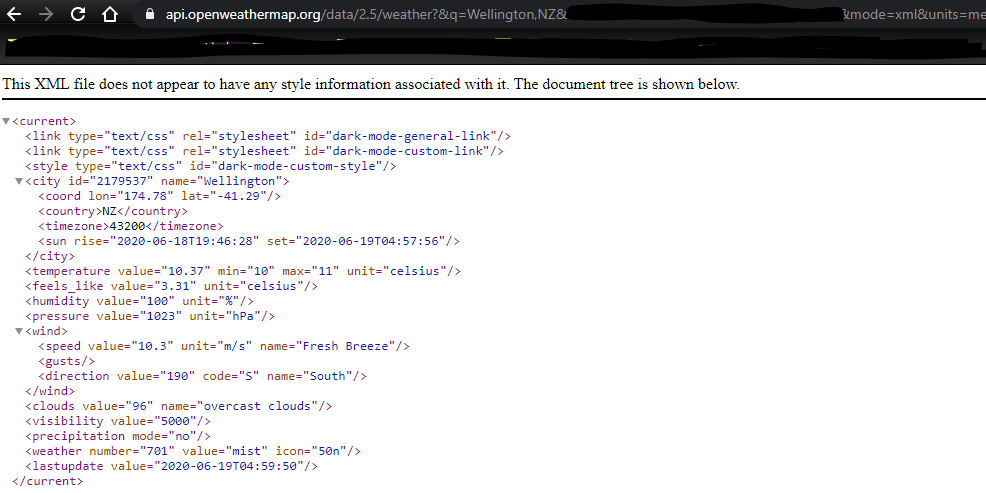 api.openweathermap.org/data/2.5/weather?&q=Wellington,NZ& &mode=xml&units=me
This XML file does not appear to have any style information associated with it. The document tree is shown below.
<current>
<link type="text/css" rel="stylesheet" id="dark-mode-general-link"/>
<link type="text/css" rel="stylesheet" id="dark-mode-custom-link"/>
<style type="text/css" id="dark-mode-custom-style"/>
<city id="2179537" name="Wellington">
<coord lon="174.78" lat="-41.29"/>
<country>NZ</country>
<timezone>43200</timezone>
<sun rise="2020-06-18T19:46:28" set="2020-06-19T04:57:56"/>
</city>
<temperature value="10.37" min="10" max="11" unit="celsius"/>
<feels_like value="3.31" unit="celsius"/>
<humidity value="100" unit="%"/>
<pressure value="1023" unit="hPa"/>
<wind>
<speed value="10.3" unit="m/s" name="Fresh Breeze"/>
<gusts/>
<direction value="190" code="S" name="South"/>
</wind>
<clouds value="96" name="overcast clouds"/>
<visibility value="5000"/>
<precipitation mode="no"/>
<weather number="701" value="mist" icon="50n"/>
<lastupdate value="2020-06-19T04:59:50"/>
</current>